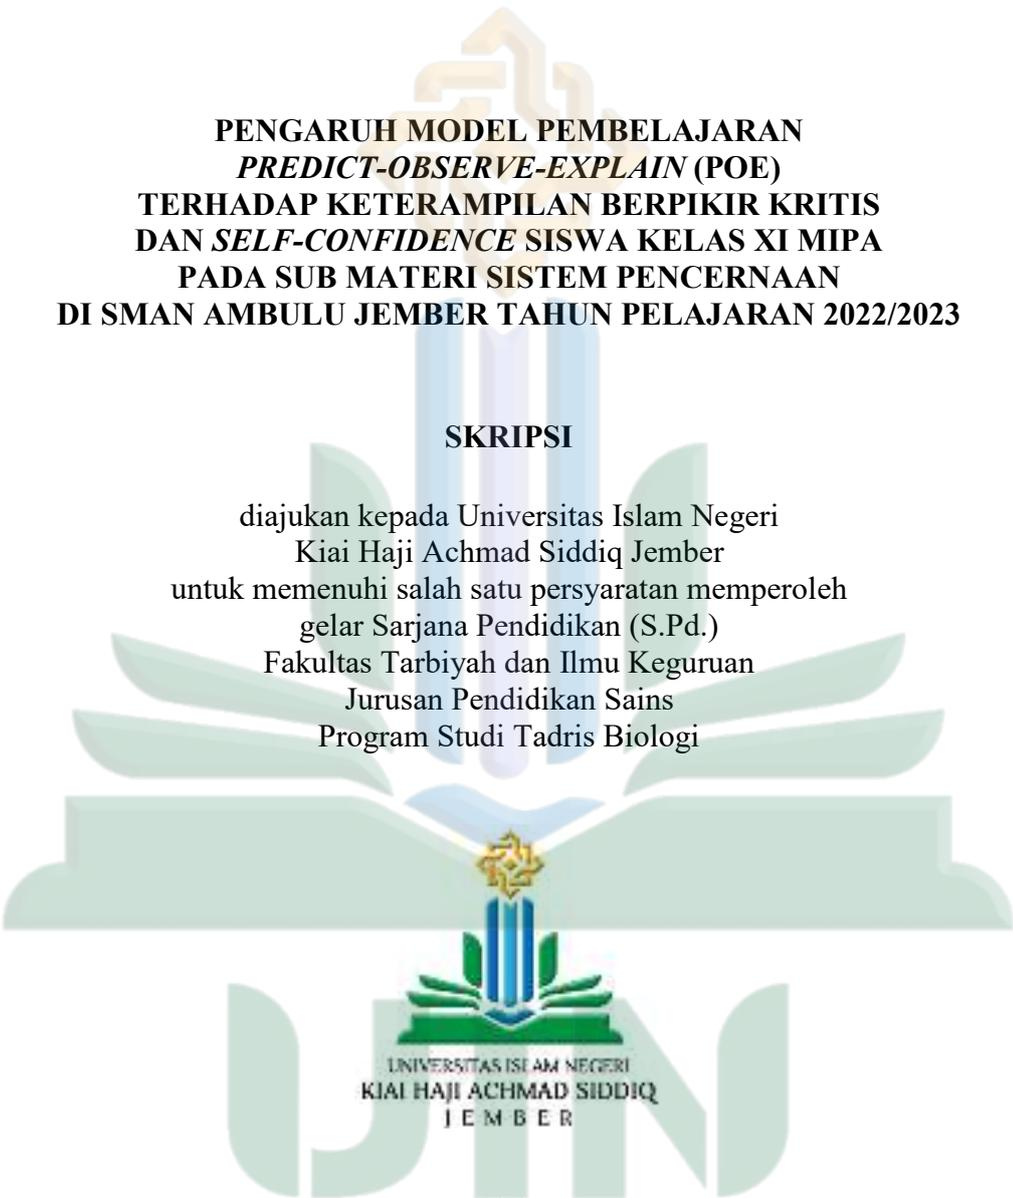 PENGARUH MODEL PEMBELAJARAN
PREDICT-OBSERVE-EXPLAIN (POE)
TERHADAP KETERAMPILAN BERPIKIR KRITIS
DAN SELF-CONFIDENCE SISWA KELAS XI MIPA
PADA SUB MATERI SISTEM PENCERNAAN
DI SMAN AMBULU JEMBER TAHUN PELAJARAN 2022/2023
SKRIPSI
diajukan kepada Universitas Islam Negeri
Kiai Haji Achmad Siddiq Jember
untuk memenuhi salah satu persyaratan memperoleh
gelar Sarjana Pendidikan (S.Pd.)
Fakultas Tarbiyah dan Ilmu Keguruan
Jurusan Pendidikan Sains
Program Studi Tadris Biologi
UNIVERSITAS ISLAM NEGERI
KIAI HAJI ACHMAD SIDDIQ
JEMBER
UIN